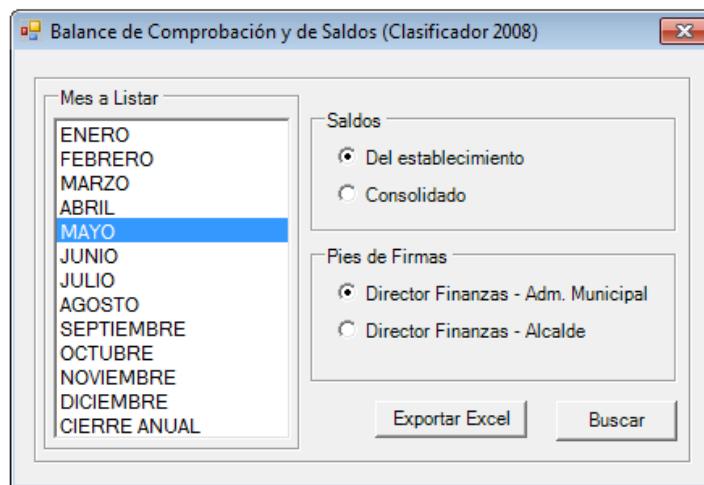 Balance de Comprobación y de Saldos (Clasificador 2008)
Mes a Listar
ENERO
FEBRERO
MARZO
ABRIL
MAYO
JUNIO
JULIO
AGOSTO
SEPTIEMBRE
OCTUBRE
NOVIEMBRE
DICIEMBRE
CIERRE ANUAL
Saldos
Del establecimiento
Consolidado
Pies de Firmas
Director Finanzas - Adm. Municipal
Director Finanzas - Alcalde
Exportar Excel
Buscar